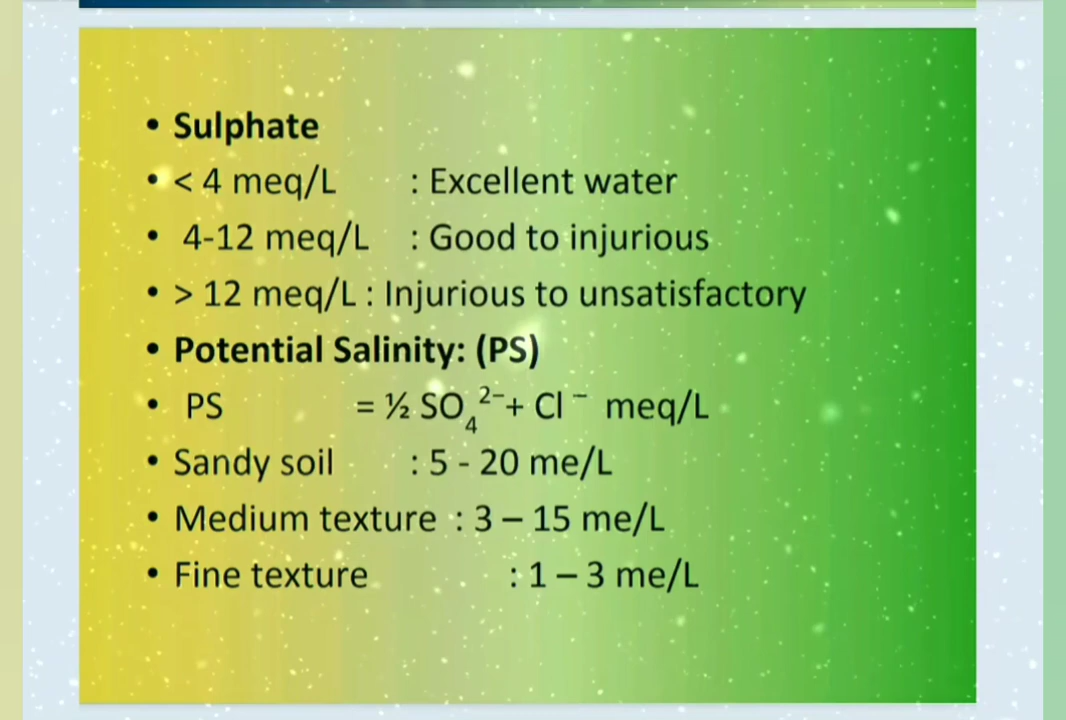 • Sulphate
• < 4 meq/L : Excellent water
• 4-12 meq/L : Good to injurious
• > 12 meq/L : Injurious to unsatisfactory
• Potential Salinity: (PS)
• PS = ½ SO₄²⁻+ Cl ⁻ meq/L
• Sandy soil : 5 - 20 me/L
• Medium texture : 3 – 15 me/L
• Fine texture : 1 – 3 me/L